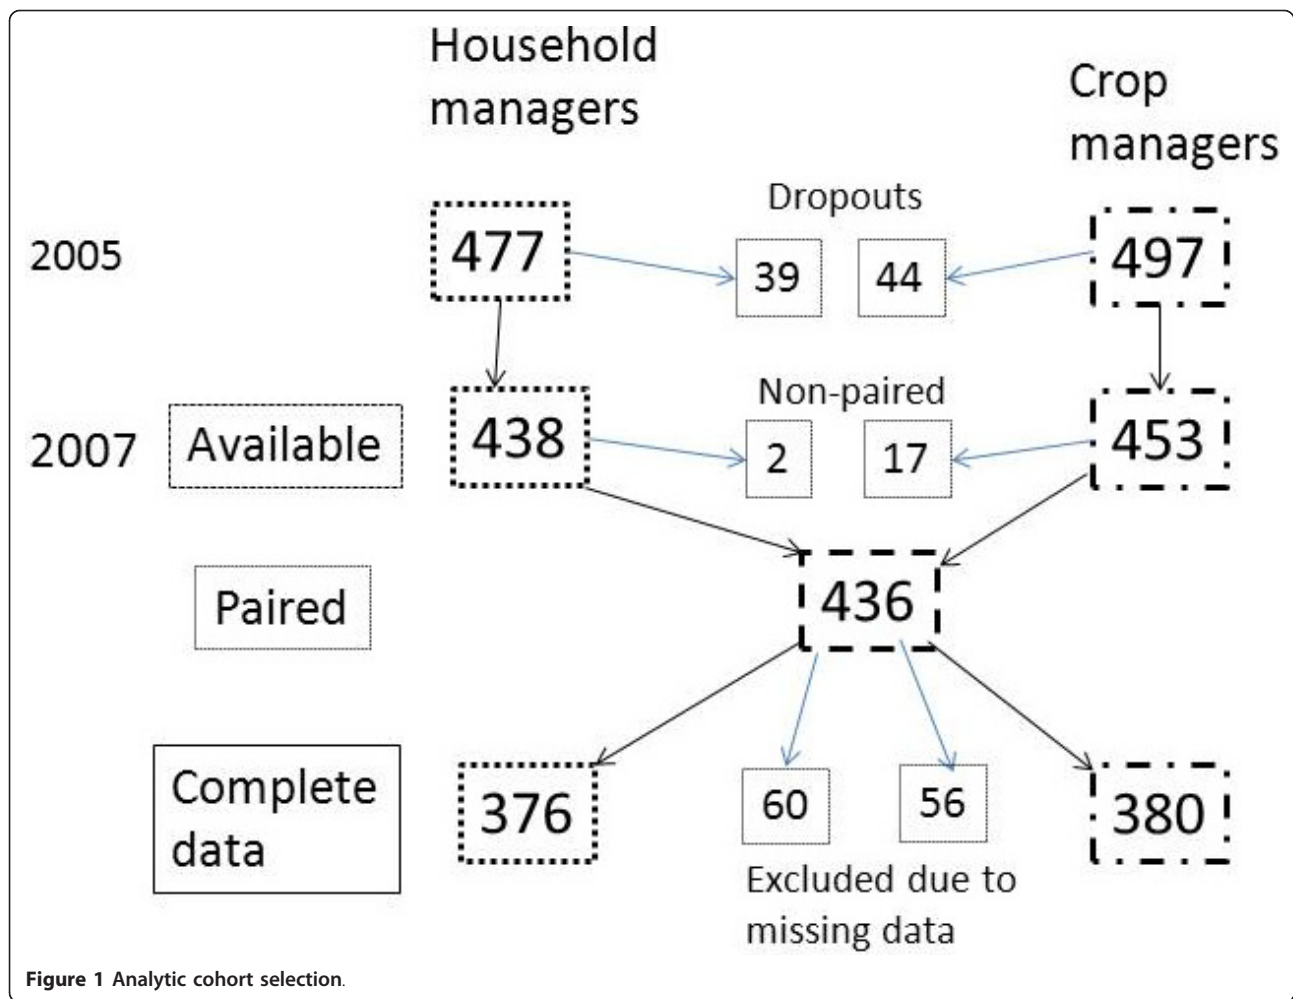 Household
managers
Crop
managers
Dropouts
2005
477
39
44
497
Non-paired
2007
Available
438
2
17
453
Paired
436
Complete
data
376
60
56
380
Excluded due to
missing data
Figure 1 Analytic cohort selection.